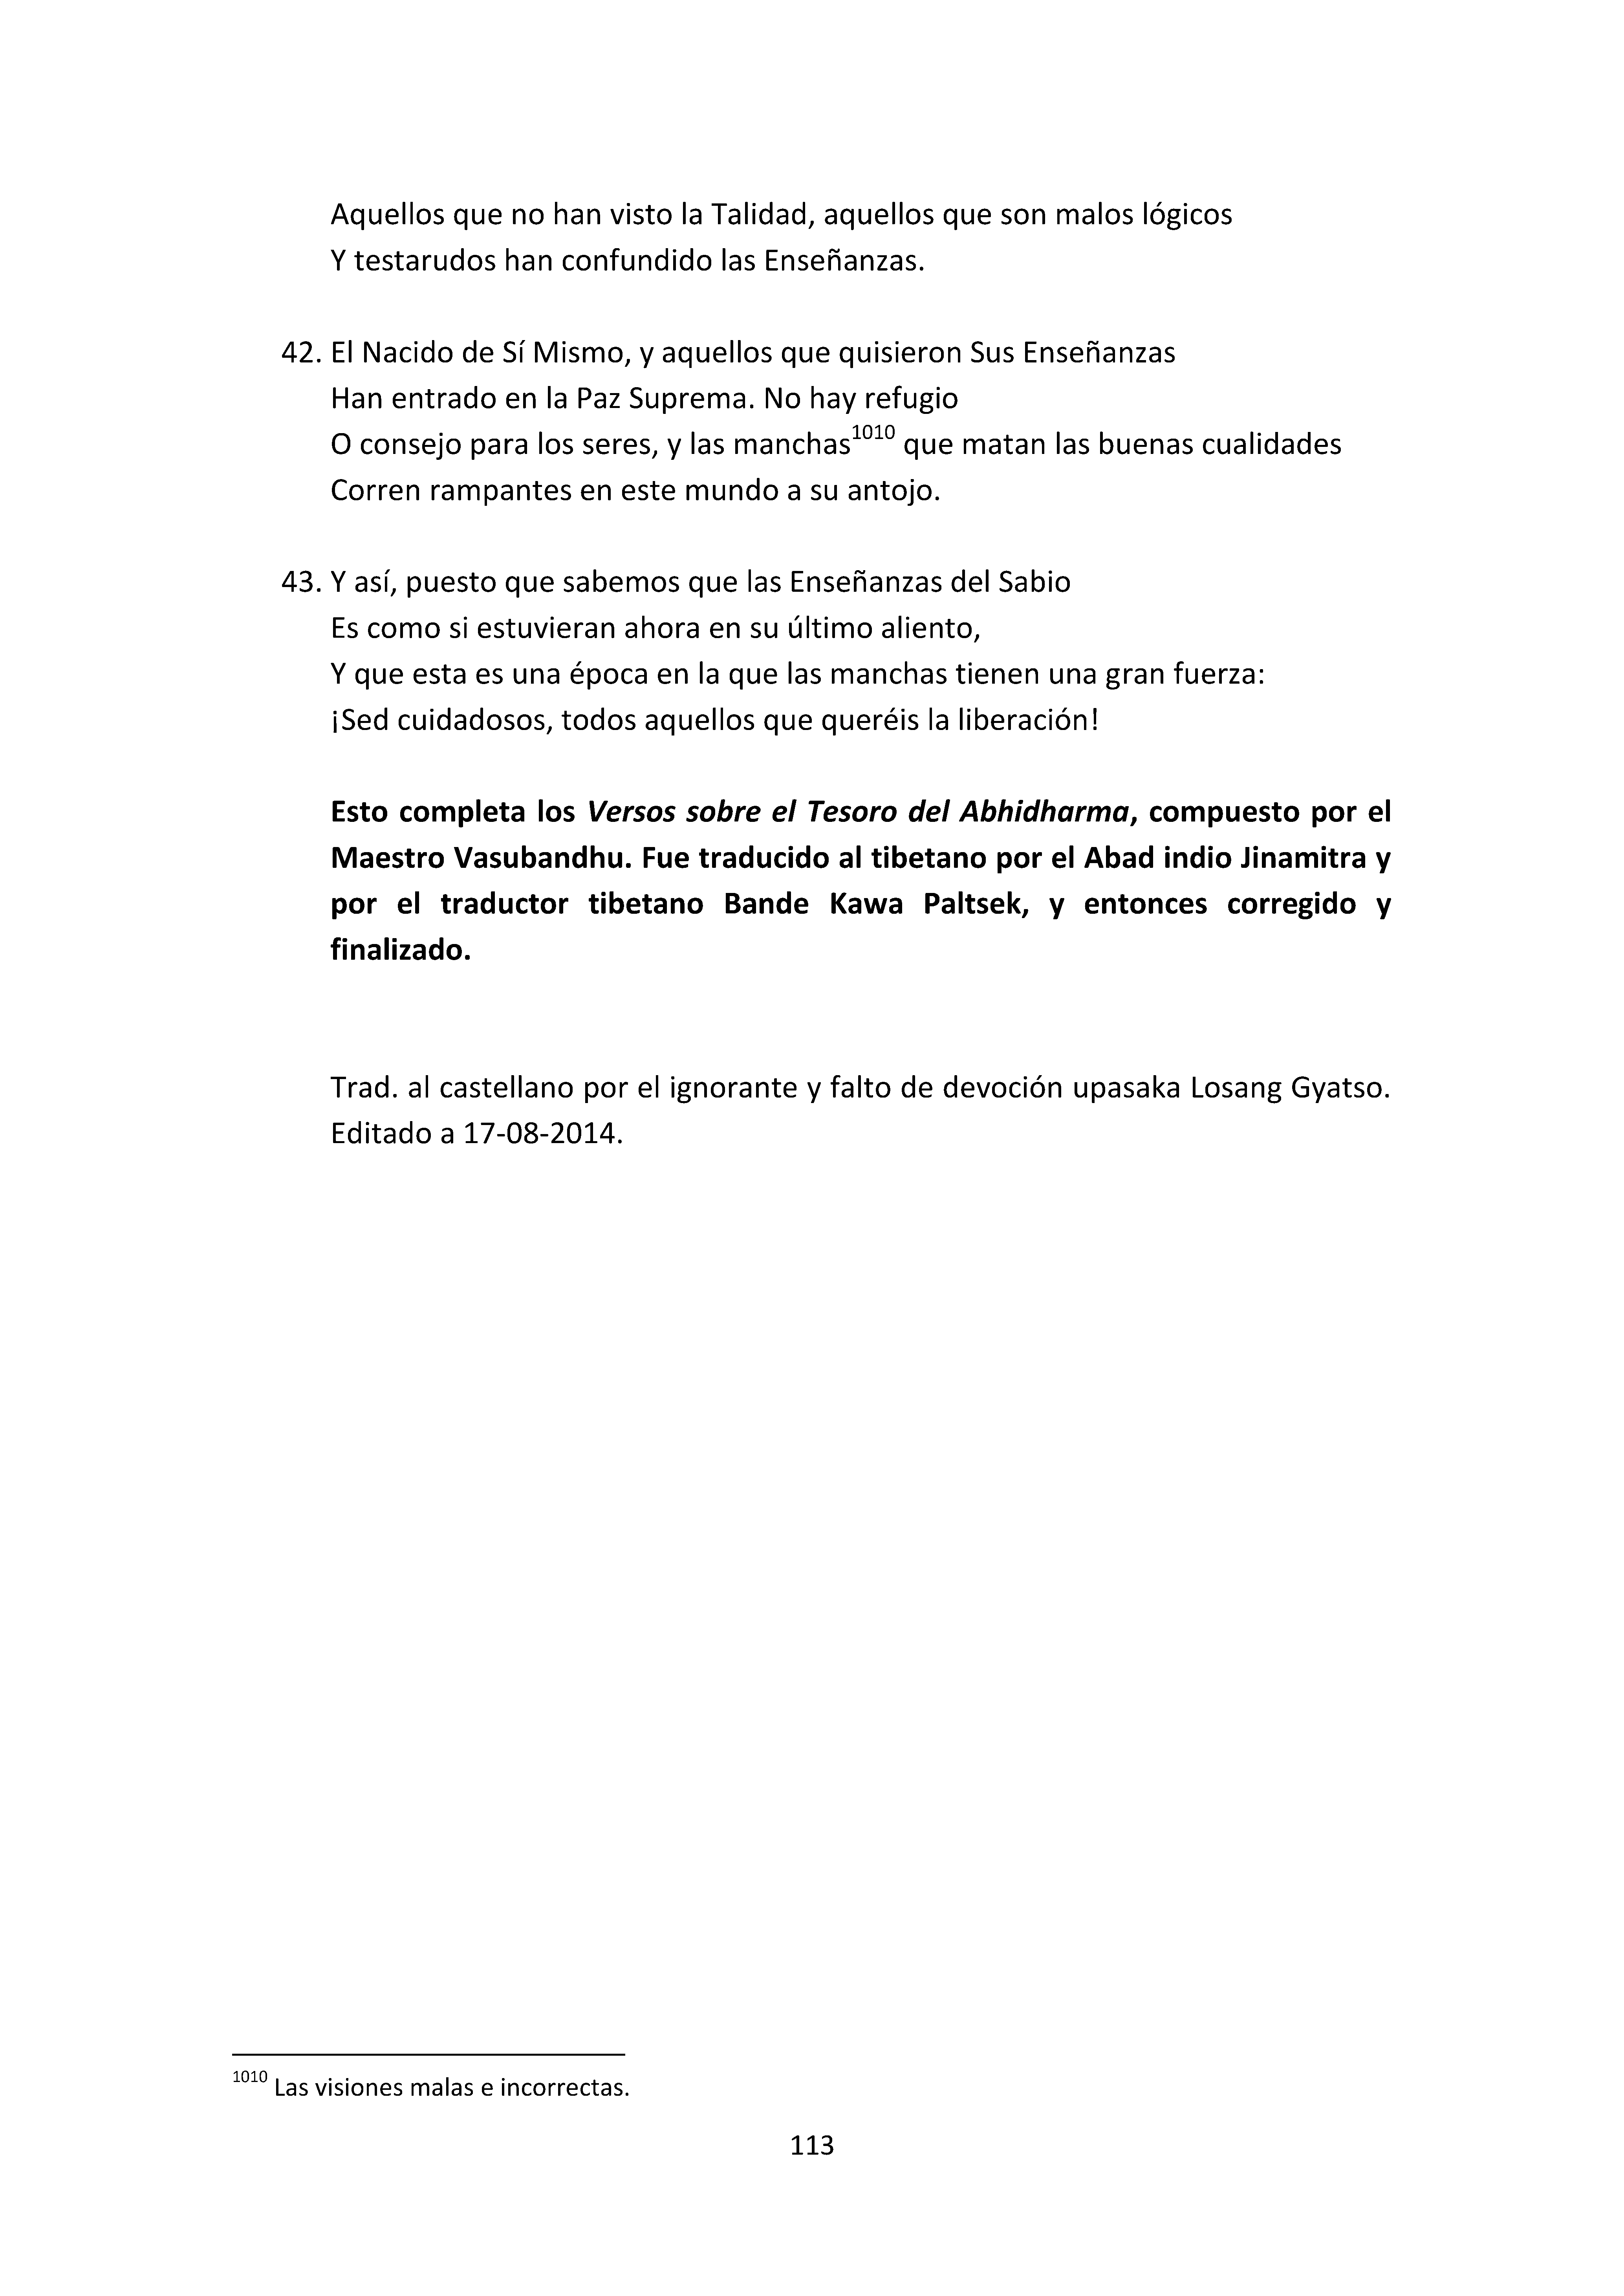 Aquellos que no han visto la Talidad, aquellos que son malos lógicos
Y testarudos han confundido las Enseñanzas.
42. El Nacido de Sí Mismo, y aquellos que quisieron Sus Enseñanzas
Han entrado en la Paz Suprema. No hay refugio
O consejo para los seres, y las manchas1010 que matan las buenas cualidades
Corren rampantes en este mundo a su antojo.
43. Y así, puesto que sabemos que las Enseñanzas del Sabio
Es como si estuvieran ahora en su último aliento,
Y que esta es una época en la que las manchas tienen una gran fuerza:
¡Sed cuidadosos, todos aquellos que queréis la liberación!
Esto completa los Versos sobre el Tesoro del Abhidharma, compuesto por el
Maestro Vasubandhu. Fue traducido al tibetano por el Abad indio Jinamitra y
por el traductor tibetano Bande Kawa Paltsek, y entonces corregido y
finalizado.
Trad. al castellano por el ignorante y falto de devoción upasaka Losang Gyatso.
Editado a 17-08-2014.
1010 Las visiones malas e incorrectas.
113